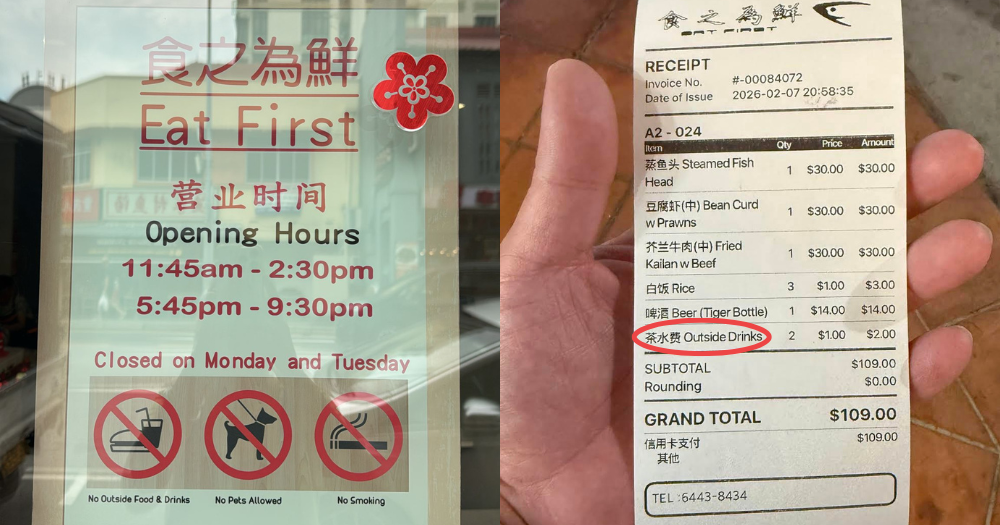 食之為鮮
Eat First
营业时间
Opening Hours
11:45am - 2:30pm
5:45pm - 9:30pm
Closed on Monday and Tuesday
No Outside Food & Drinks
No Pets Allowed
No Smoking
食之為鮮
EAT FIRST
RECEIPT
Invoice No. #-00084072
Date of Issue 2026-02-07 20:58:35
A2 - 024
Item Qty Price Amount
蒸鱼头 Steamed Fish Head 1 $30.00 $30.00
豆腐虾(中) Bean Curd w Prawns 1 $30.00 $30.00
芥兰牛肉(中) Fried Kailan w Beef 1 $30.00 $30.00
白饭 Rice 3 $1.00 $3.00
啤酒 Beer (Tiger Bottle) 1 $14.00 $14.00
茶水费 Outside Drinks 2 $1.00 $2.00
SUBTOTAL $109.00
Rounding $0.00
GRAND TOTAL $109.00
信用卡支付 $109.00
其他
TEL :6443-8434